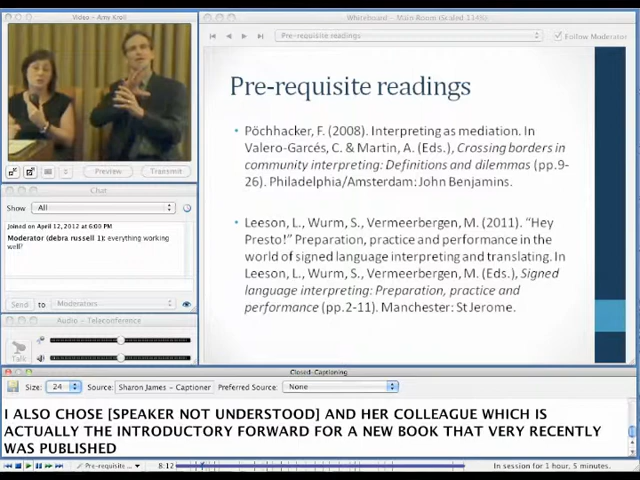 Video - Amy Kroll
Preview
Transmit
Chat
Show
All
Joined on April 12, 2012 at 6:00 PM
Moderator (debra russell 1): everything working
well?
Send
to
Moderators
Audio - Teleconference
Talk
Whiteboard - Main Room (Scaled 114%)
Pre-requisite readings
Follow Moderator
Pre-requisite readings
• Pöchhacker, F. (2008). Interpreting as mediation. In
Valero-Garcés, C. & Martin, A. (Eds.), Crossing borders in
community interpreting: Definitions and dilemmas (pp.9-
26). Philadelphia/Amsterdam: John Benjamins.
• Leeson, L., Wurm, S., Vermeerbergen, M. (2011). “Hey
Presto!” Preparation, practice and performance in the
world of signed language interpreting and translating. In
Leeson, L., Wurm, S., Vermeerbergen, M. (Eds.), Signed
language interpreting: Preparation, practice and
performance (pp.2-11). Manchester: St Jerome.
Closed-Captioning
Size: 24
Source: Sharon James - Captioner
Preferred Source: None
I ALSO CHOSE [SPEAKER NOT UNDERSTOOD] AND HER COLLEAGUE WHICH IS
ACTUALLY THE INTRODUCTORY FORWARD FOR A NEW BOOK THAT VERY RECENTLY
WAS PUBLISHED
Pre-requisite ...
8:12
In session for 1 hour, 5 minutes.